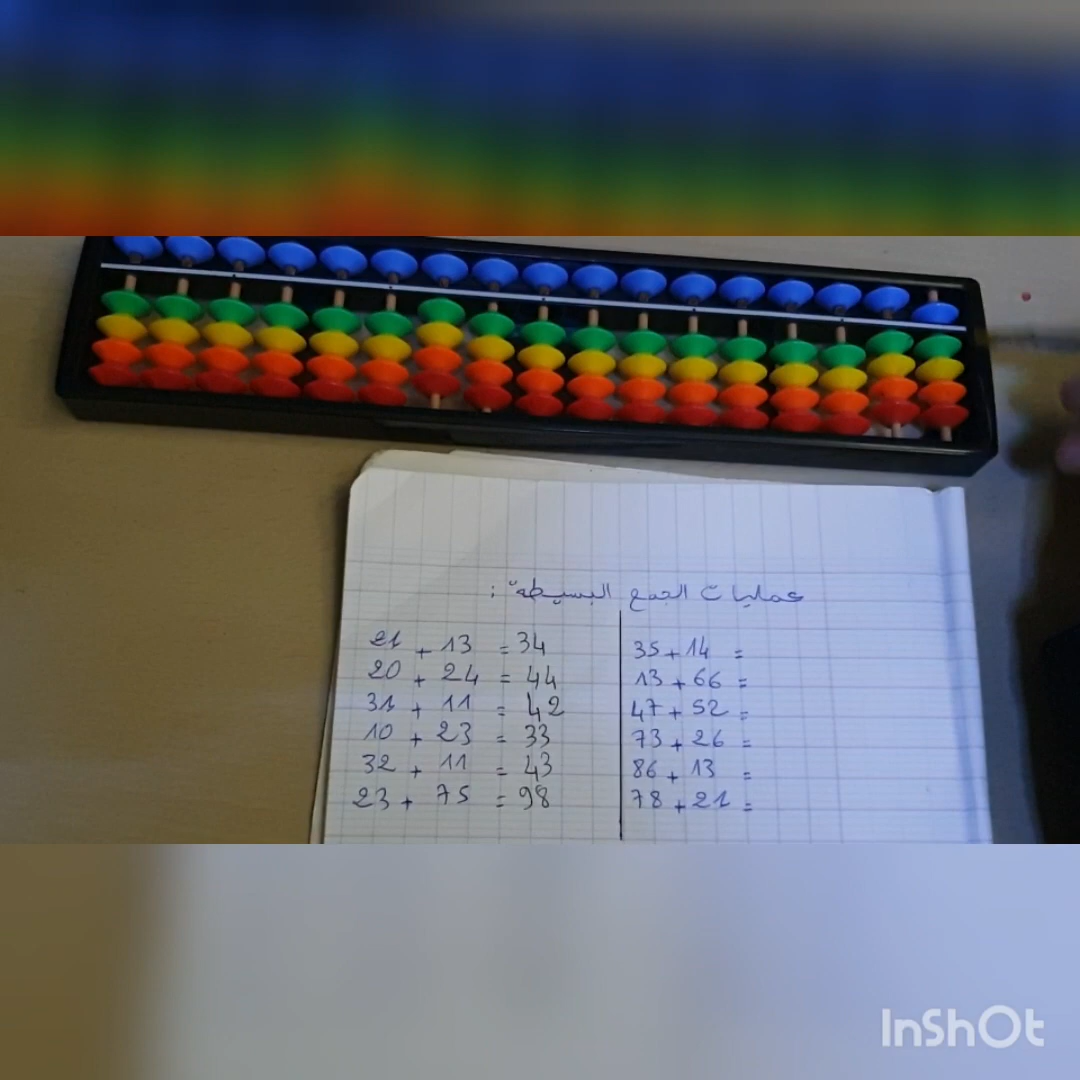 عمليات الجمع البسيطة :
21 + 13 = 34
20 + 24 = 44
31 + 11 = 42
10 + 23 = 33
32 + 11 = 43
23 + 75 = 98
35 + 14 =
13 + 66 =
47 + 52 =
73 + 26 =
86 + 13 =
78 + 21 =
InShOt